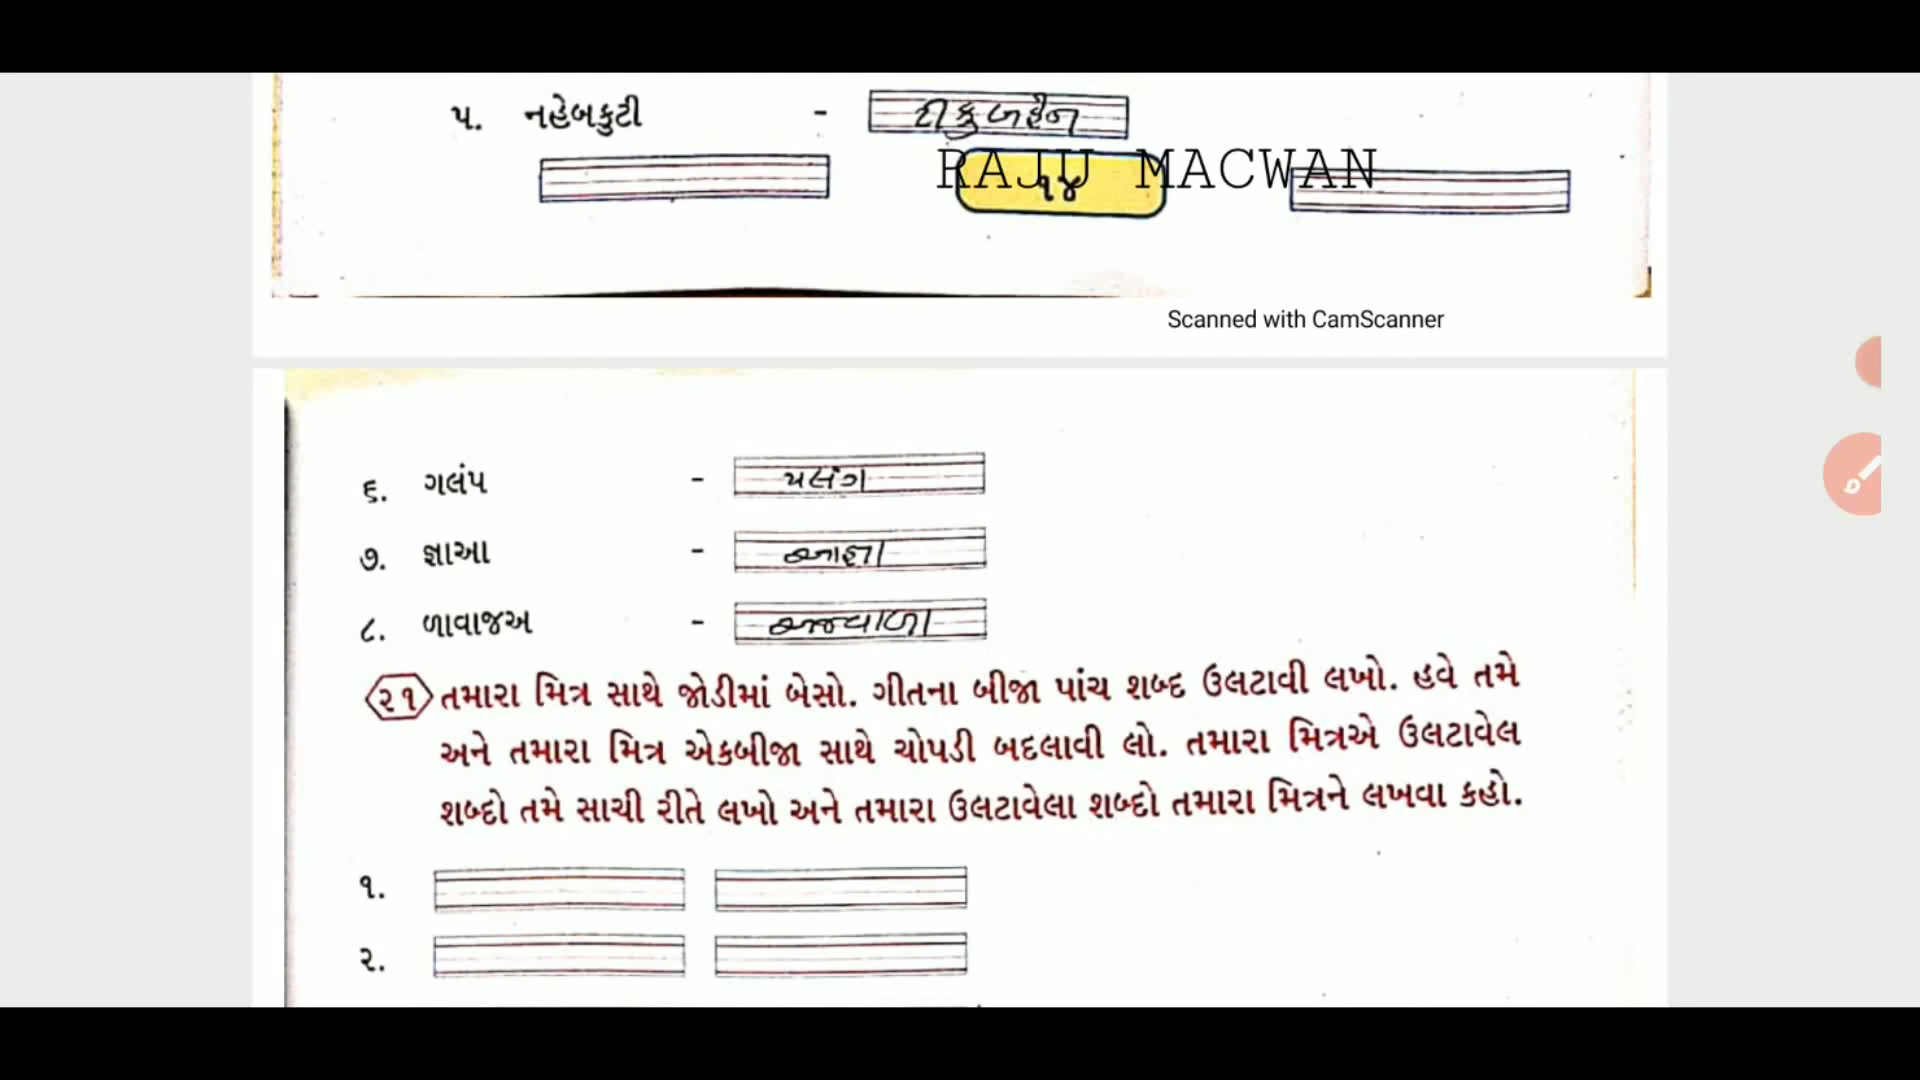 ૫. નહેબકુટી - ટીકુબહેન
RAJU MACWAN
૧૪
Scanned with CamScanner
૬. ગલંપ - પલંગ
૭. જ્ઞાઆ - આજ્ઞા
૮. ળાવાજઅ - અજવાળા
૨૧ તમારા મિત્ર સાથે જોડીમાં બેસો. ગીતના બીજા પાંચ શબ્દ ઉલટાવી લખો. હવે તમે
અને તમારા મિત્ર એકબીજા સાથે ચોપડી બદલાવી લો. તમારા મિત્રએ ઉલટાવેલ
શબ્દો તમે સાચી રીતે લખો અને તમારા ઉલટાવેલા શબ્દો તમારા મિત્રને લખવા કહો.
૧.
૨.